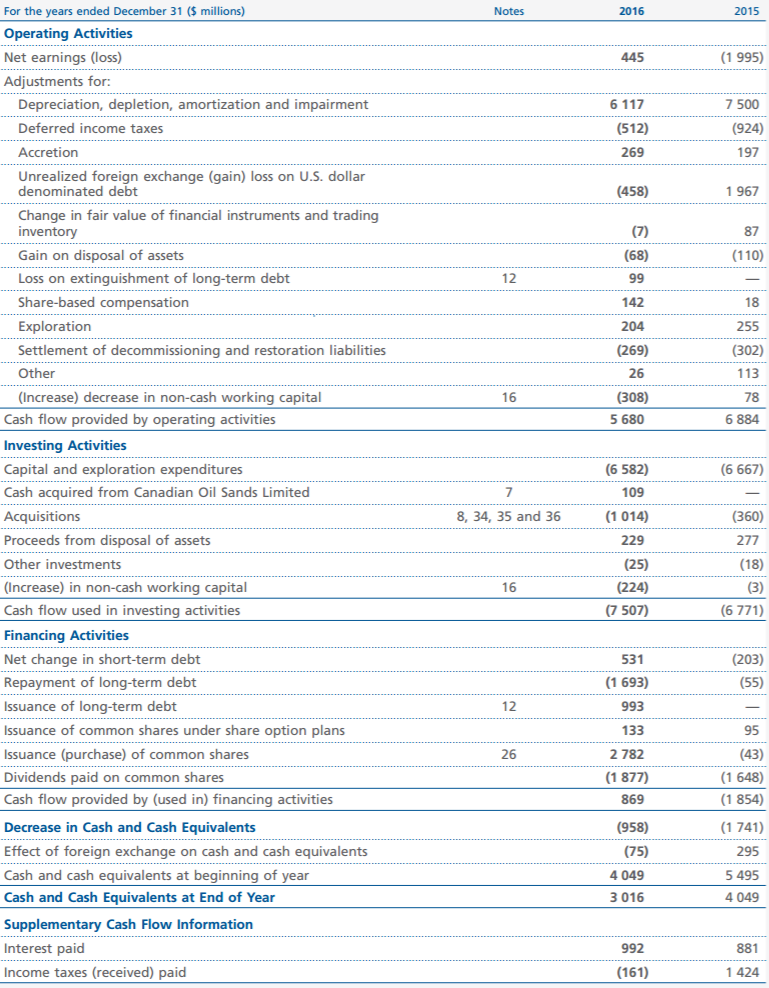 For the years ended December 31 ($ millions) Notes 2016 2015
Operating Activities
Net earnings (loss) 445 (1 995)
Adjustments for:
Depreciation, depletion, amortization and impairment 6 117 7 500
Deferred income taxes (512) (924)
Accretion 269 197
Unrealized foreign exchange (gain) loss on U.S. dollar
denominated debt (458) 1 967
Change in fair value of financial instruments and trading
inventory (7) 87
Gain on disposal of assets (68) (110)
Loss on extinguishment of long-term debt 12 99 —
Share-based compensation 142 18
Exploration 204 255
Settlement of decommissioning and restoration liabilities (269) (302)
Other 26 113
(Increase) decrease in non-cash working capital 16 (308) 78
Cash flow provided by operating activities 5 680 6 884
Investing Activities
Capital and exploration expenditures (6 582) (6 667)
Cash acquired from Canadian Oil Sands Limited 7 109 —
Acquisitions 8, 34, 35 and 36 (1 014) (360)
Proceeds from disposal of assets 229 277
Other investments (25) (18)
(Increase) in non-cash working capital 16 (224) (3)
Cash flow used in investing activities (7 507) (6 771)
Financing Activities
Net change in short-term debt 531 (203)
Repayment of long-term debt (1 693) (55)
Issuance of long-term debt 12 993 —
Issuance of common shares under share option plans 133 95
Issuance (purchase) of common shares 26 2 782 (43)
Dividends paid on common shares (1 877) (1 648)
Cash flow provided by (used in) financing activities 869 (1 854)
Decrease in Cash and Cash Equivalents (958) (1 741)
Effect of foreign exchange on cash and cash equivalents (75) 295
Cash and cash equivalents at beginning of year 4 049 5 495
Cash and Cash Equivalents at End of Year 3 016 4 049
Supplementary Cash Flow Information
Interest paid 992 881
Income taxes (received) paid (161) 1 424